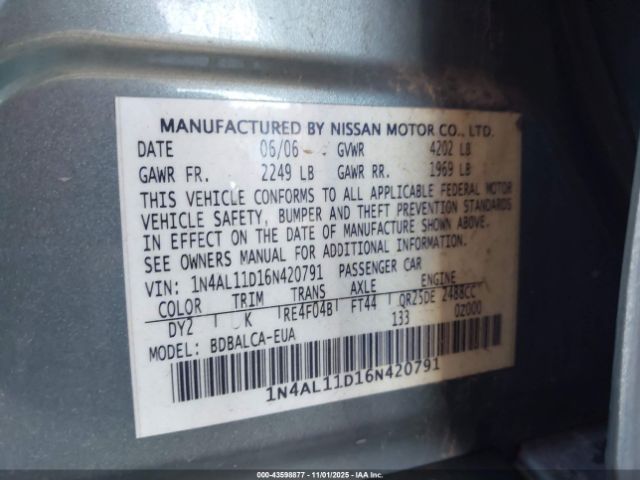 MANUFACTURED BY NISSAN MOTOR CO., LTD.
DATE 06/06 GVWR 4202 LB
GAWR FR. 2249 LB GAWR RR. 1969 LB
THIS VEHICLE CONFORMS TO ALL APPLICABLE FEDERAL MOTOR
VEHICLE SAFETY, BUMPER AND THEFT PREVENTION STANDARDS
IN EFFECT ON THE DATE OF MANUFACTURE SHOWN ABOVE.
SEE OWNERS MANUAL FOR ADDITIONAL INFORMATION.
VIN: 1N4AL11D16N420791 PASSENGER CAR
COLOR TRIM TRANS AXLE ENGINE
DY2 K RE4F04B FT44 QR25DE 2488CC
MODEL: BDBALCA-EUA 133 0Z000
1N4AL11D16N420791
00-43598877 - 11/01/2025 - IAA Inc.